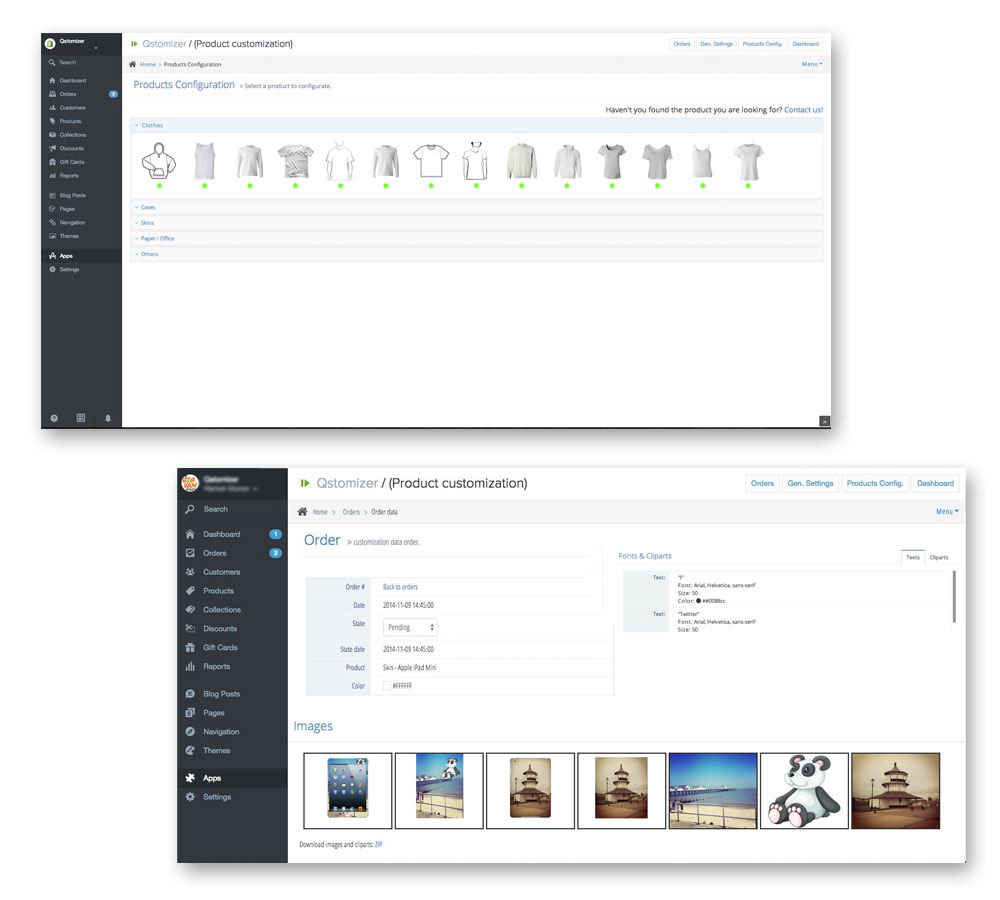 Qstomizer
Qstomizer / (Product customization)
Orders
Gen. Settings
Products Config.
Dashboard
Search
Home > Products Configuration
Menu
Dashboard
Orders
Customers
Products
Collections
Discounts
Gift Cards
Reports
Blog Posts
Pages
Navigation
Themes
Apps
Settings
Products Configuration » Select a product to configurate.
Haven't you found the product you are looking for? Contact us!
Clothes
Cases
Skins
Paper / Office
Others
Qstomizer / (Product customization)
Orders
Gen. Settings
Products Config.
Dashboard
Search
Home > Orders > Order data
Menu
Dashboard 1
Orders 3
Customers
Products
Collections
Discounts
Gift Cards
Reports
Blog Posts
Pages
Navigation
Themes
Apps
Settings
Order » customization data order.
Order # Back to orders
Date 2014-11-09 14:45:00
State Pending
State date 2014-11-09 14:45:00
Product Skin - Apple iPad Mini
Color #FFFFFF
Fonts & Cliparts
Texts
Cliparts
Text:
Font: Arial, Helvetica, sans-serif
Size: 50
Color: ##0088cc
Text: "Twitter"
Font: Arial, Helvetica, sans-serif
Size: 50
Images
Download images and cliparts: ZIP